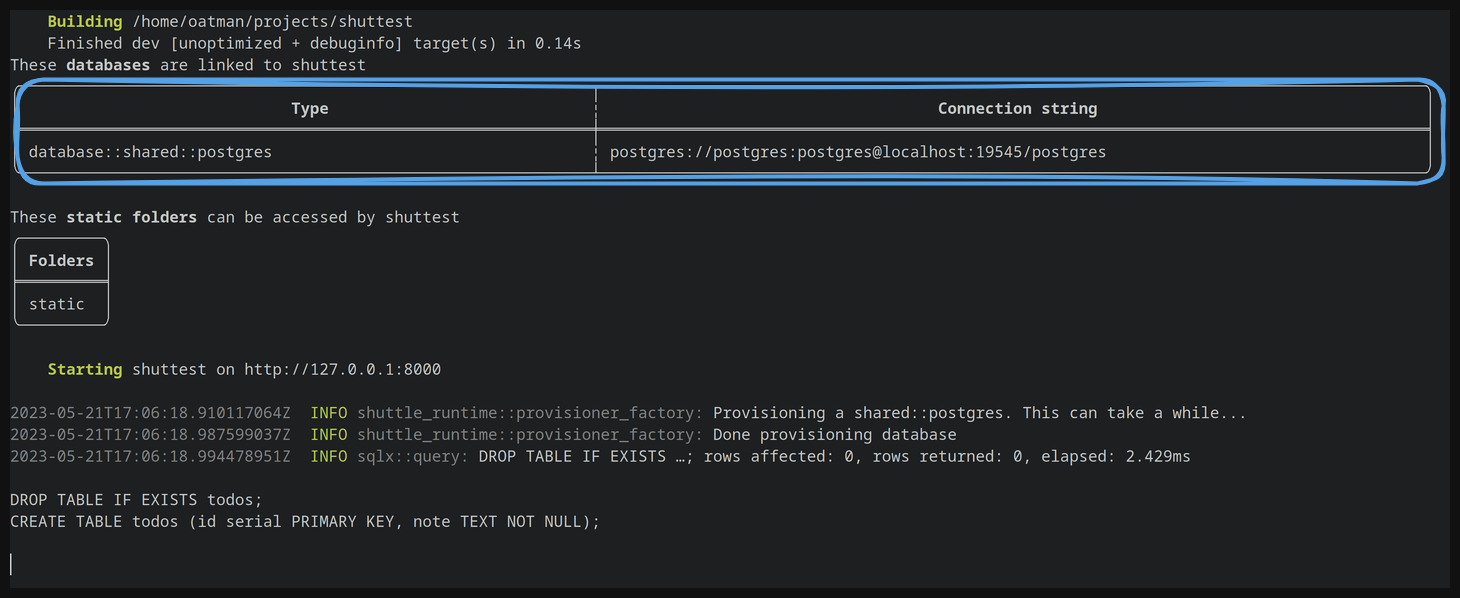 Building /home/oatman/projects/shuttest
Finished dev [unoptimized + debuginfo] target(s) in 0.14s
These databases are linked to shuttest
Type Connection string
database::shared::postgres postgres://postgres:postgres@localhost:19545/postgres
These static folders can be accessed by shuttest
Folders
static
Starting shuttest on http://127.0.0.1:8000
2023-05-21T17:06:18.910117064Z INFO shuttle_runtime::provisioner_factory: Provisioning a shared::postgres. This can take a while...
2023-05-21T17:06:18.987599037Z INFO shuttle_runtime::provisioner_factory: Done provisioning database
2023-05-21T17:06:18.994478951Z INFO sqlx::query: DROP TABLE IF EXISTS …; rows affected: 0, rows returned: 0, elapsed: 2.429ms
DROP TABLE IF EXISTS todos;
CREATE TABLE todos (id serial PRIMARY KEY, note TEXT NOT NULL);